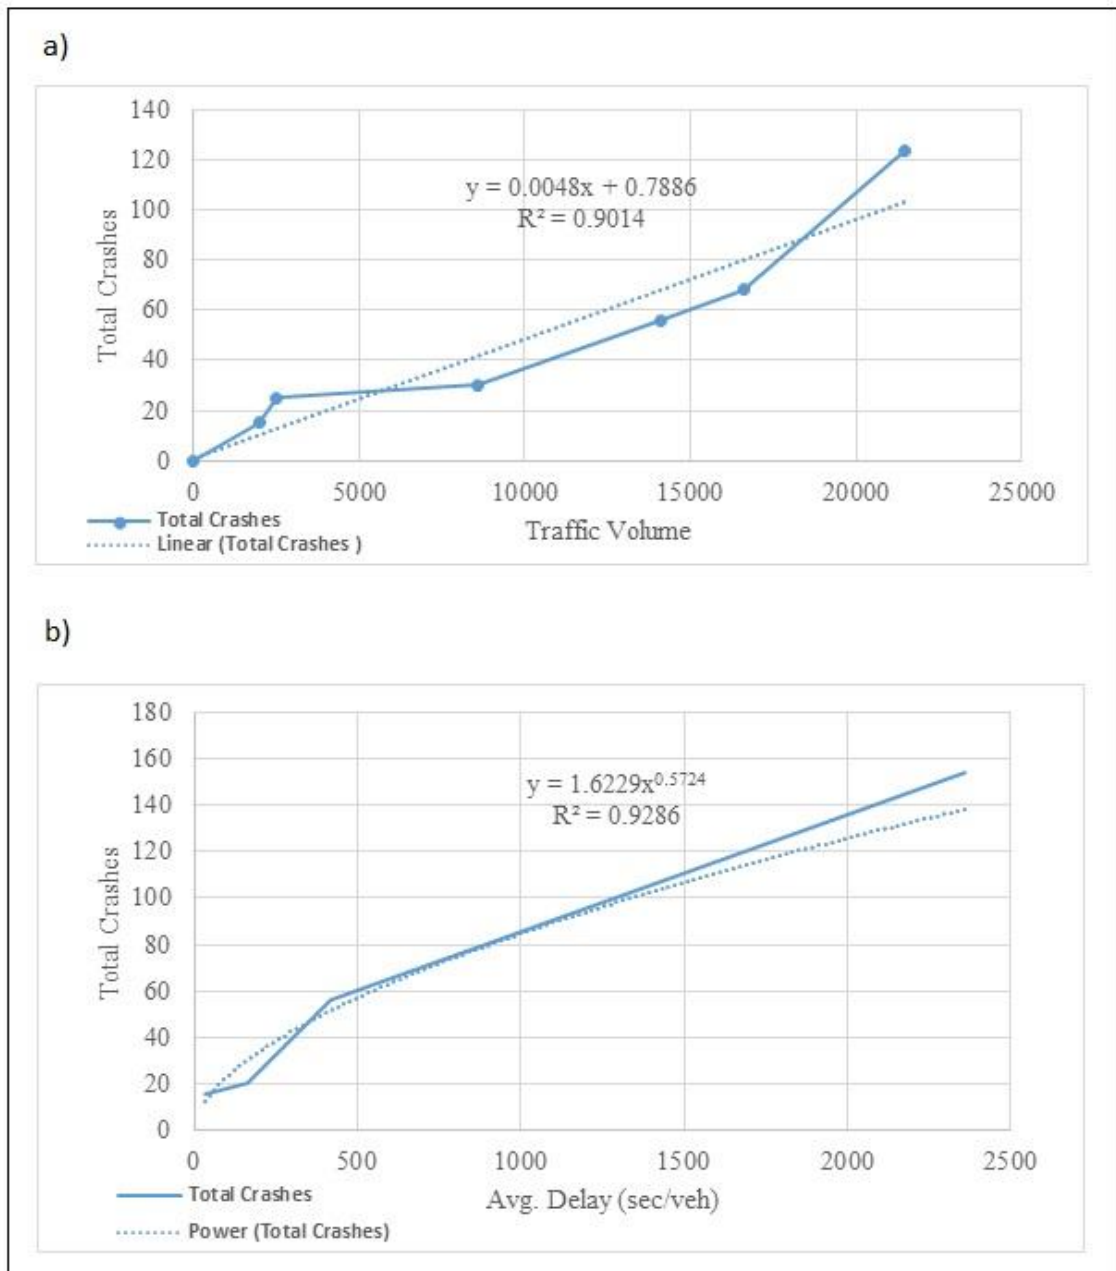 a)
140
120
100
80
60
40
20
0
Total Crashes
y = 0.0048x + 0.7886
R² = 0.9014
0 5000 10000 15000 20000 25000
Traffic Volume
Total Crashes
Linear (Total Crashes )
b)
180
160
140
120
100
80
60
40
20
0
Total Crashes
y = 1.6229x^0.5724
R² = 0.9286
0 500 1000 1500 2000 2500
Avg. Delay (sec/veh)
Total Crashes
Power (Total Crashes)